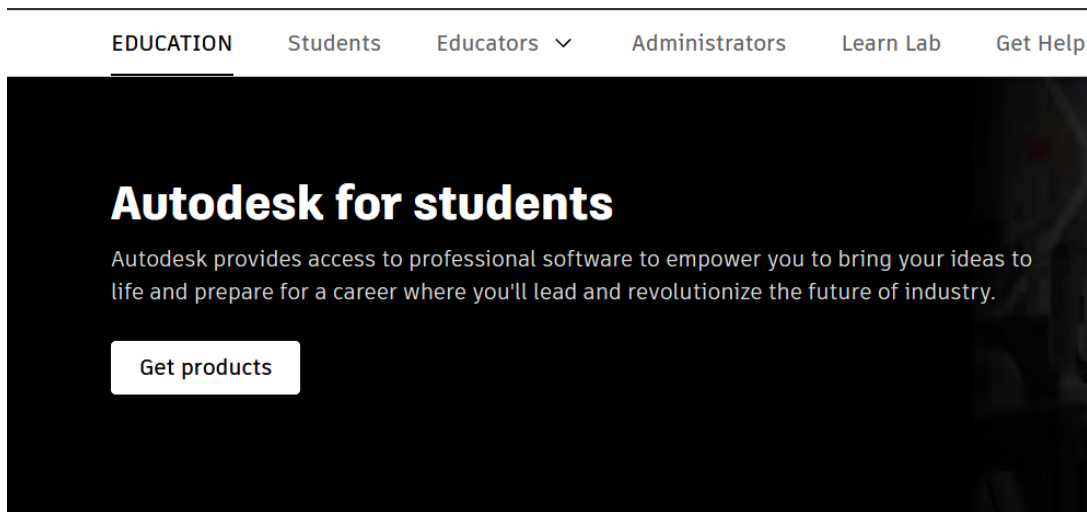 EDUCATION Students Educators Administrators Learn Lab Get Help
Autodesk for students
Autodesk provides access to professional software to empower you to bring your ideas to
life and prepare for a career where you'll lead and revolutionize the future of industry.
Get products